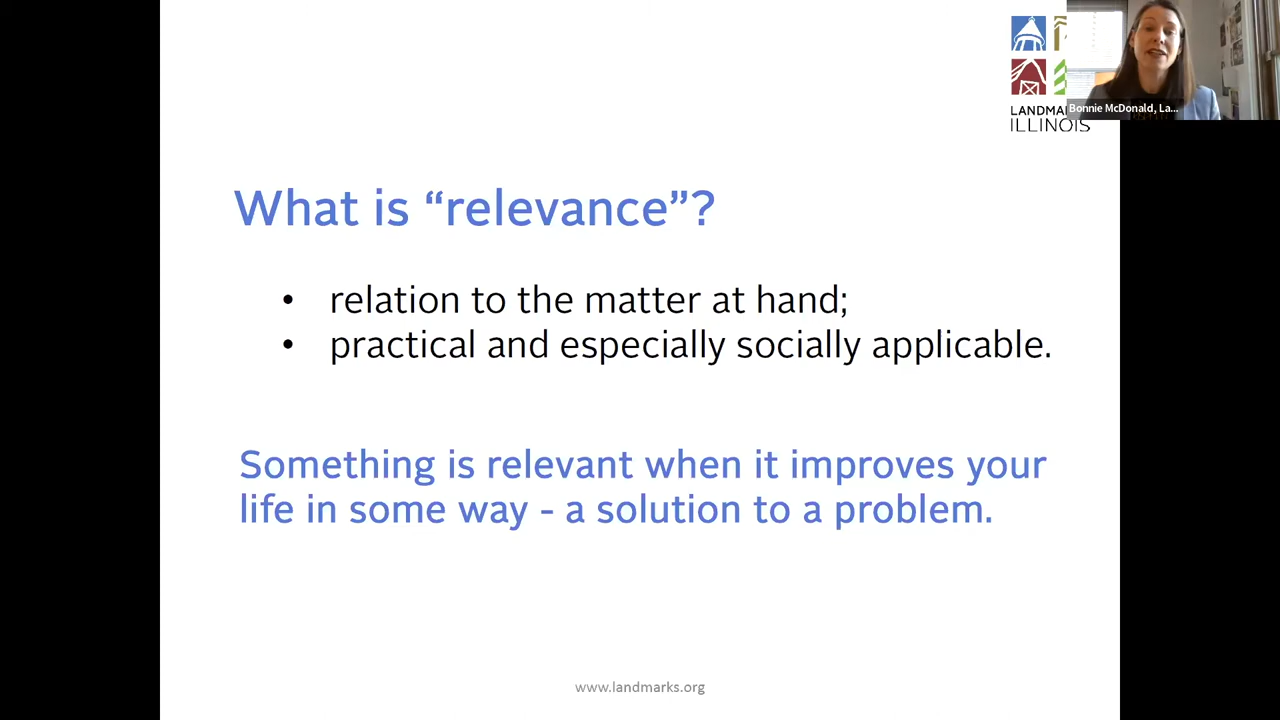 Bonnie McDonald, La...
ILLINOIS
What is “relevance”?
• relation to the matter at hand;
• practical and especially socially applicable.
Something is relevant when it improves your
life in some way - a solution to a problem.
www.landmarks.org